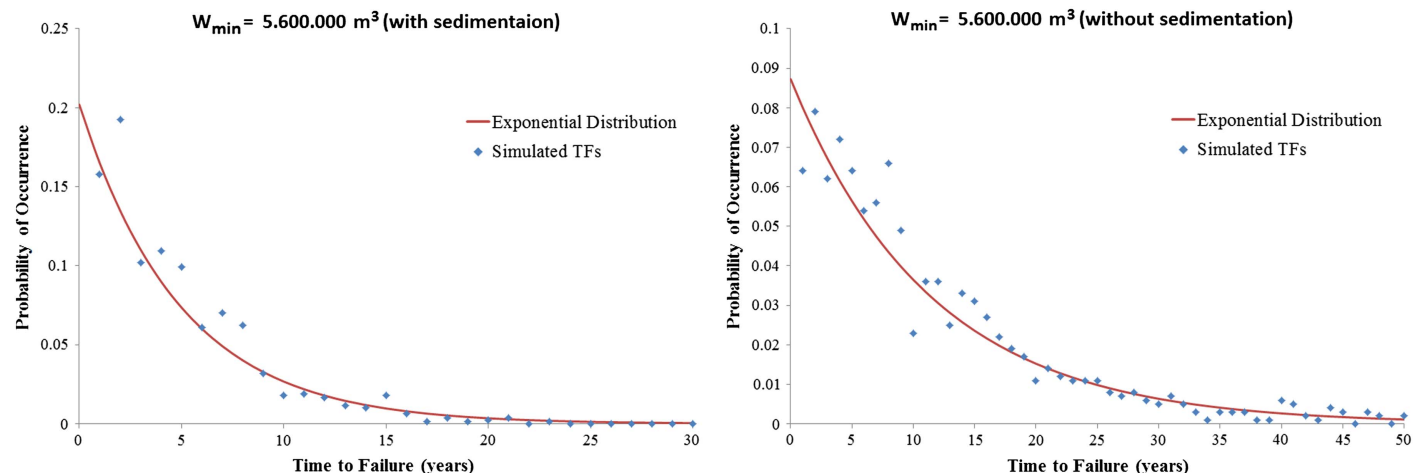 W_min = 5.600.000 m³ (with sedimentaion)
0.25
0.2
0.15
0.1
0.05
0
Probability of Occurrence
Exponential Distribution
Simulated TFs
0 5 10 15 20 25 30
Time to Failure (years)
W_min = 5.600.000 m³ (without sedimentation)
0.1
0.09
0.08
0.07
0.06
0.05
0.04
0.03
0.02
0.01
0
Probability of Occurrence
Exponential Distribution
Simulated TFs
0 5 10 15 20 25 30 35 40 45 50
Time to Failure (years)